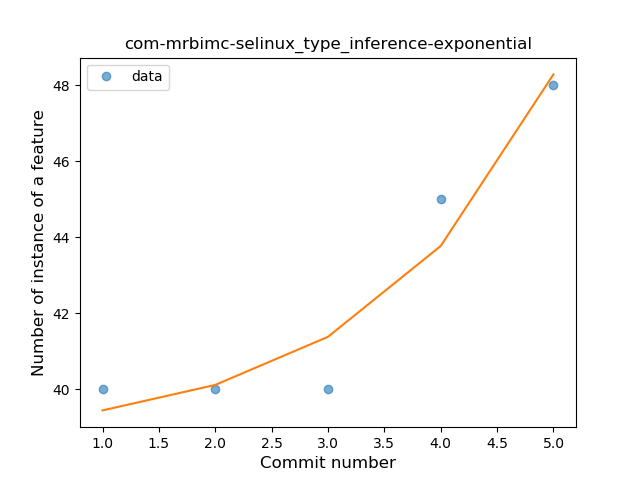 com-mrbimc-selinux_type_inference-exponential
data
Number of instance of a feature
48
46
44
42
40
1.0 1.5 2.0 2.5 3.0 3.5 4.0 4.5 5.0
Commit number